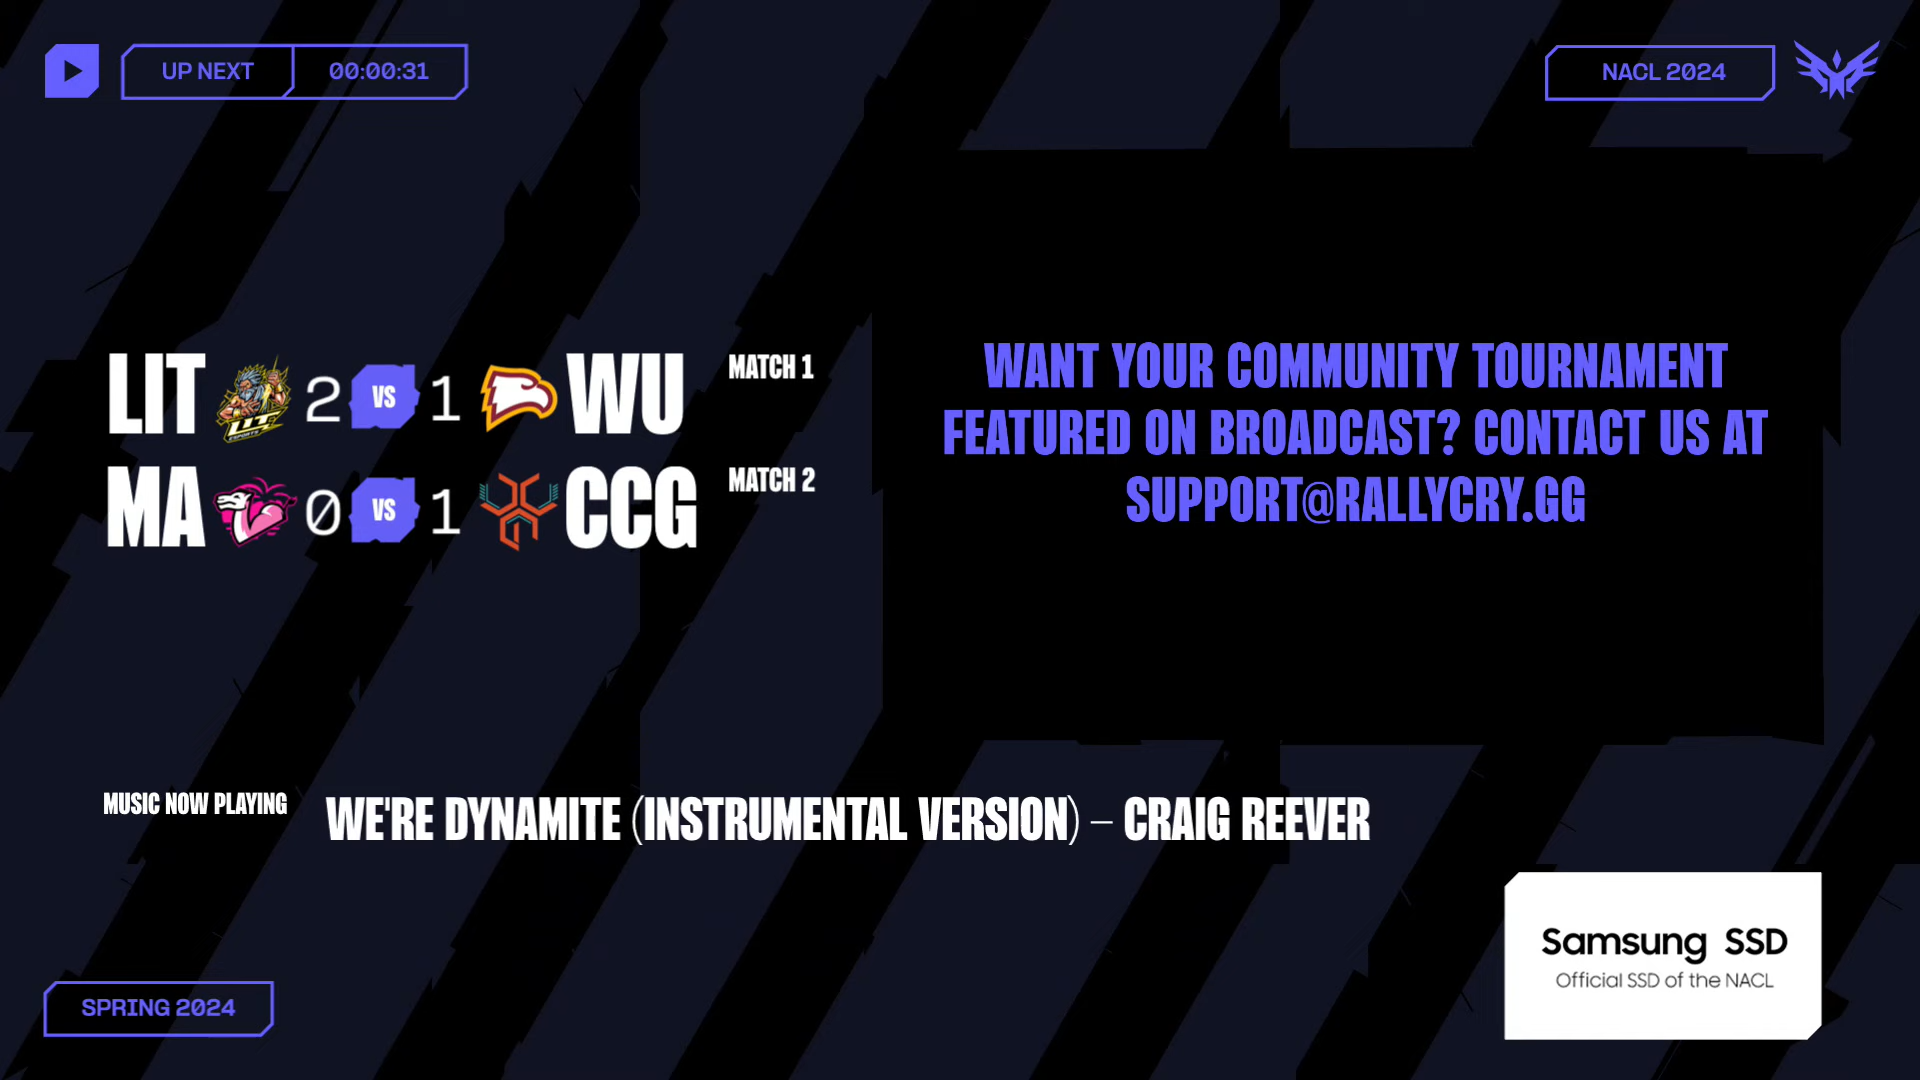 UP NEXT 00:00:31
NACL 2024
LIT 2 VS 1 WU MATCH 1
LIT
ESPORTS
MA 0 VS 1 CCG MATCH 2
WANT YOUR COMMUNITY TOURNAMENT
FEATURED ON BROADCAST? CONTACT US AT
SUPPORT@RALLYCRY.GG
MUSIC NOW PLAYING
WE'RE DYNAMITE (INSTRUMENTAL VERSION) – CRAIG REEVER
Samsung SSD
Official SSD of the NACL
SPRING 2024